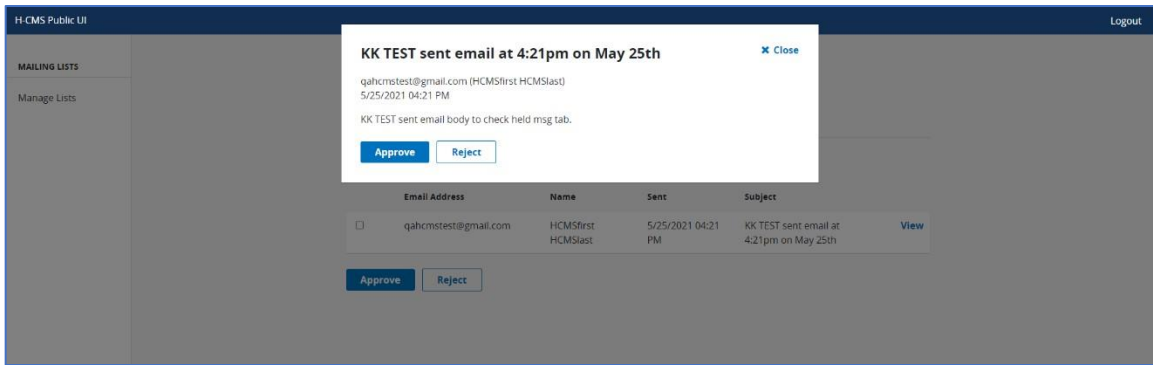 H-CMS Public UI
Logout
MAILING LISTS
Manage Lists
KK TEST sent email at 4:21pm on May 25th
✖ Close
qahcmstest@gmail.com (HCMSfirst HCMSlast)
5/25/2021 04:21 PM
KK TEST sent email body to check held msg tab.
Approve Reject
Email Address Name Sent Subject
qahcmstest@gmail.com HCMSfirst 5/25/2021 04:21 KK TEST sent email at View
HCMSlast PM 4:21pm on May 25th
Approve Reject